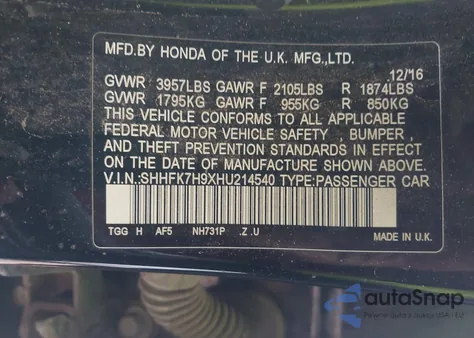 MFD.BY HONDA OF THE U.K. MFG.,LTD.
12/16
GVWR 3957LBS GAWR F 2105LBS R 1874LBS
GVWR 1795KG GAWR F 955KG R 850KG
THIS VEHICLE CONFORMS TO ALL APPLICABLE
FEDERAL MOTOR VEHICLE SAFETY , BUMPER ,
AND THEFT PREVENTION STANDARDS IN EFFECT
ON THE DATE OF MANUFACTURE SHOWN ABOVE.
V.I.N.:SHHFK7H9XHU214540 TYPE:PASSENGER CAR
TGG H AF5 NH731P .Z .U
MADE IN U.K.
autoSnap